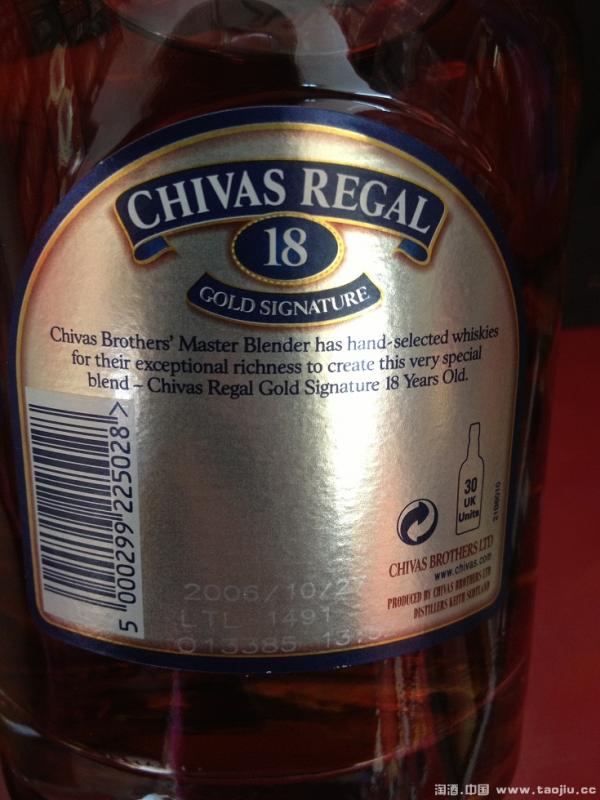 CHIVAS REGAL
18
GOLD SIGNATURE
Chivas Brothers' Master Blender has hand-selected whiskies
for their exceptional richness to create this very special
blend – Chivas Regal Gold Signature 18 Years Old.
5 000299 225028 >
30
UK
Units
2108010
CHIVAS BROTHERS LTD
www.chivas.com
PRODUCED BY CHIVAS BROTHERS LTD
DISTILLERS KEITH SCOTLAND
2006/10/27
LTL 1491
013385
淘酒.中国 www.taojiu.cc